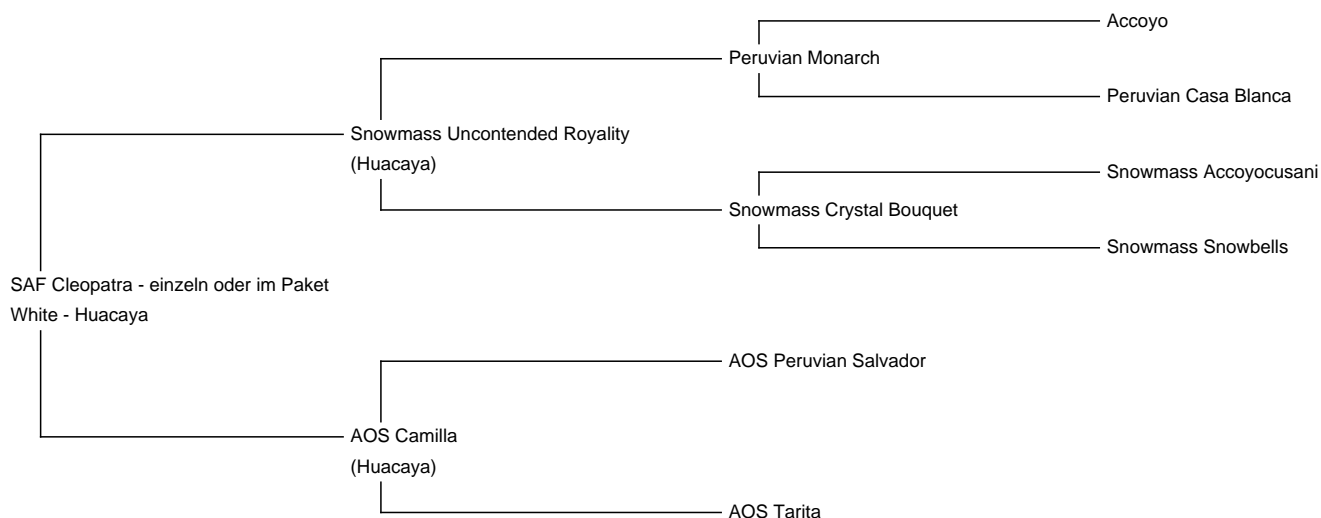 Accoyo
Peruvian Monarch
Peruvian Casa Blanca
Snowmass Uncontended Royality
(Huacaya)
Snowmass Accoyocusani
Snowmass Crystal Bouquet
Snowmass Snowbells
SAF Cleopatra - einzeln oder im Paket
White - Huacaya
AOS Peruvian Salvador
AOS Camilla
(Huacaya)
AOS Tarita